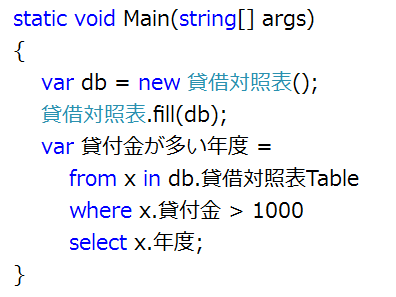 static void Main(string[] args)
{
var db = new 貸借対照表();
貸借対照表.fill(db);
var 貸付金が多い年度 =
from x in db.貸借対照表Table
where x.貸付金 > 1000
select x.年度;
}